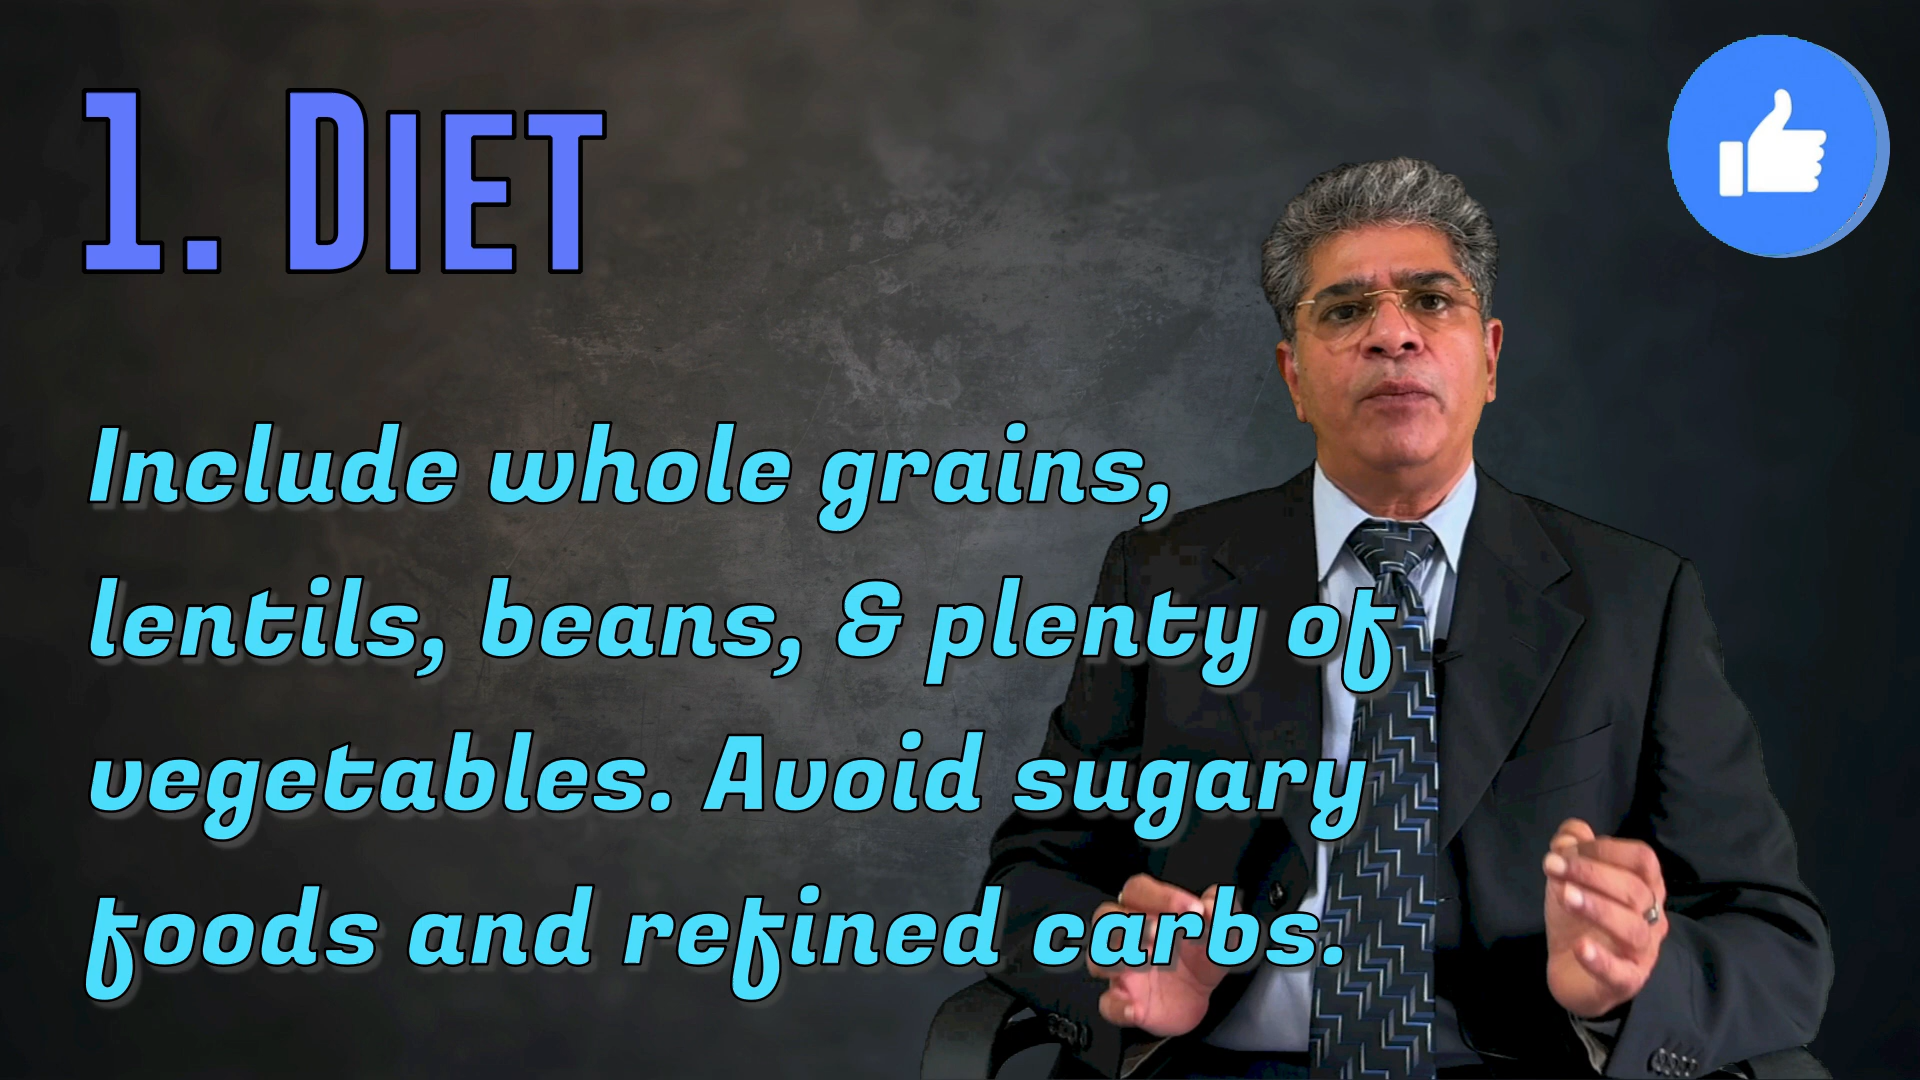 1. DIET
Include whole grains,
lentils, beans, & plenty of
vegetables. Avoid sugary
foods and refined carbs.